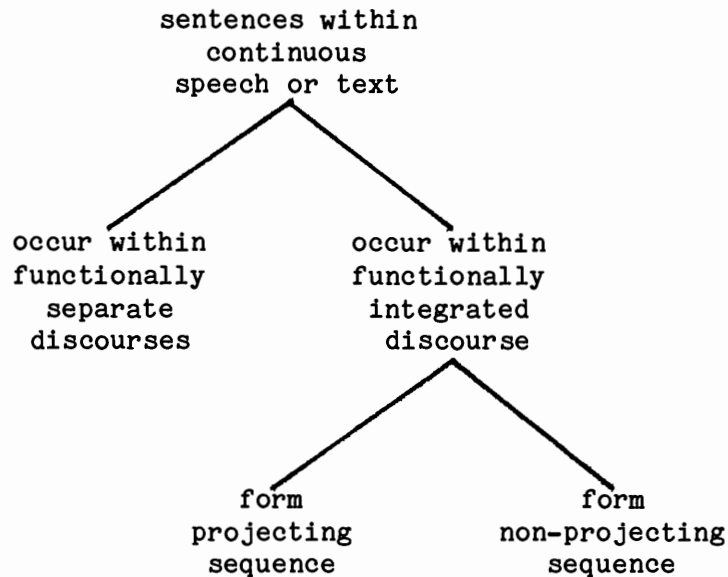 sentences within
continuous
speech or text
occur within
functionally
separate
discourses
occur within
functionally
integrated
discourse
form
projecting
sequence
form
non-projecting
sequence